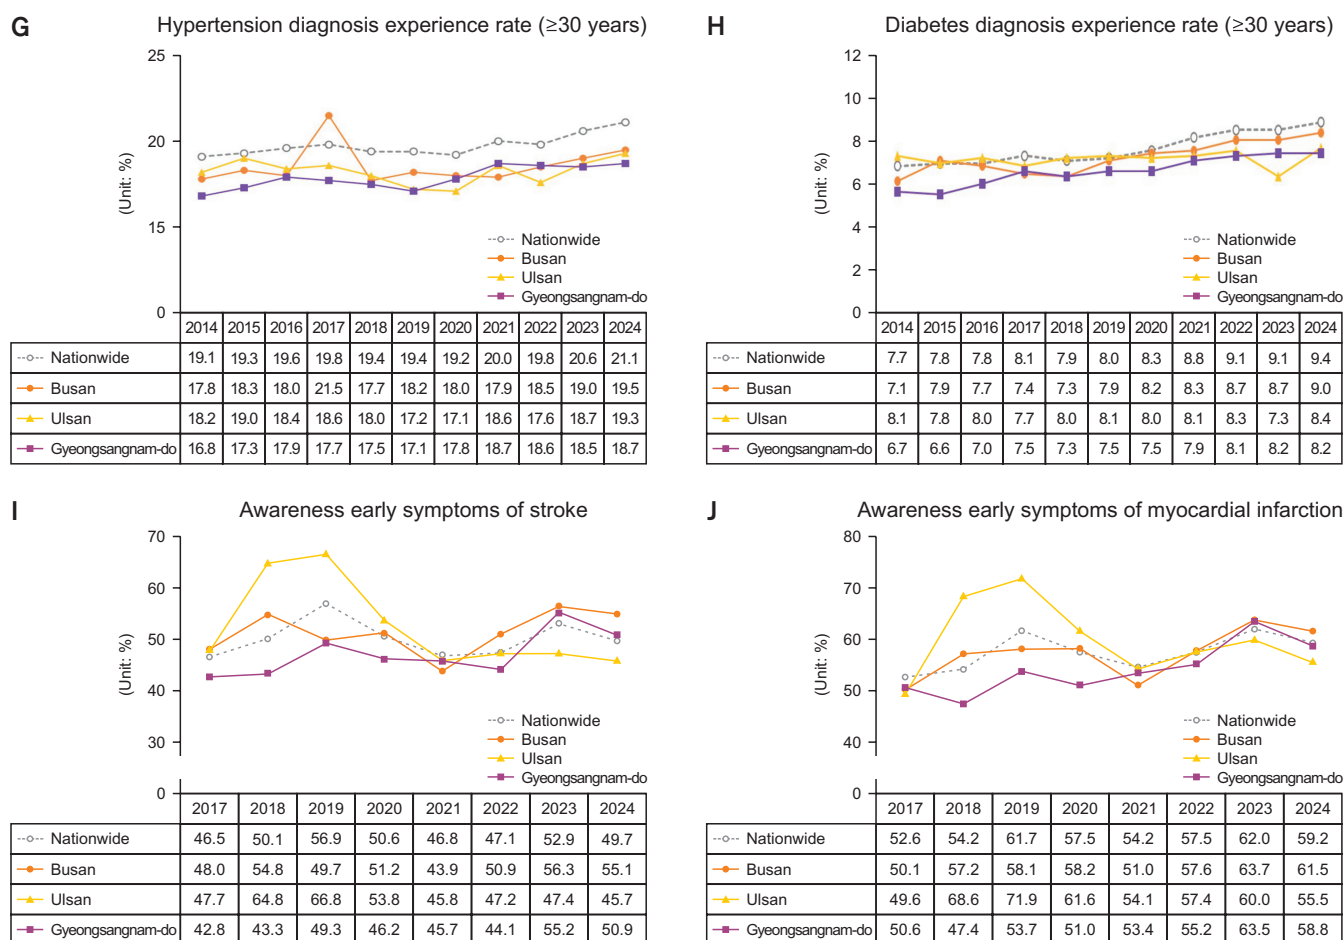 G Hypertension diagnosis experience rate (≥30 years)
25
20
15
0
(Unit: %)
Nationwide
Busan
Ulsan
Gyeongsangnam-do
2014 2015 2016 2017 2018 2019 2020 2021 2022 2023 2024
Nationwide 19.1 19.3 19.6 19.8 19.4 19.4 19.2 20.0 19.8 20.6 21.1
Busan 17.8 18.3 18.0 21.5 17.7 18.2 18.0 17.9 18.5 19.0 19.5
Ulsan 18.2 19.0 18.4 18.6 18.0 17.2 17.1 18.6 17.6 18.7 19.3
Gyeongsangnam-do 16.8 17.3 17.9 17.7 17.5 17.1 17.8 18.7 18.6 18.5 18.7
H Diabetes diagnosis experience rate (≥30 years)
12
10
8
6
4
2
0
(Unit: %)
Nationwide
Busan
Ulsan
Gyeongsangnam-do
2014 2015 2016 2017 2018 2019 2020 2021 2022 2023 2024
Nationwide 7.7 7.8 7.8 8.1 7.9 8.0 8.3 8.8 9.1 9.1 9.4
Busan 7.1 7.9 7.7 7.4 7.3 7.9 8.2 8.3 8.7 8.7 9.0
Ulsan 8.1 7.8 8.0 7.7 8.0 8.1 8.0 8.1 8.3 7.3 8.4
Gyeongsangnam-do 6.7 6.6 7.0 7.5 7.3 7.5 7.5 7.9 8.1 8.2 8.2
I Awareness early symptoms of stroke
70
60
50
40
30
0
(Unit: %)
Nationwide
Busan
Ulsan
Gyeongsangnam-do
2017 2018 2019 2020 2021 2022 2023 2024
Nationwide 46.5 50.1 56.9 50.6 46.8 47.1 52.9 49.7
Busan 48.0 54.8 49.7 51.2 43.9 50.9 56.3 55.1
Ulsan 47.7 64.8 66.8 53.8 45.8 47.2 47.4 45.7
Gyeongsangnam-do 42.8 43.3 49.3 46.2 45.7 44.1 55.2 50.9
J Awareness early symptoms of myocardial infarction
80
70
60
50
40
0
(Unit: %)
Nationwide
Busan
Ulsan
Gyeongsangnam-do
2017 2018 2019 2020 2021 2022 2023 2024
Nationwide 52.6 54.2 61.7 57.5 54.2 57.5 62.0 59.2
Busan 50.1 57.2 58.1 58.2 51.0 57.6 63.7 61.5
Ulsan 49.6 68.6 71.9 61.6 54.1 57.4 60.0 55.5
Gyeongsangnam-do 50.6 47.4 53.7 51.0 53.4 55.2 63.5 58.8